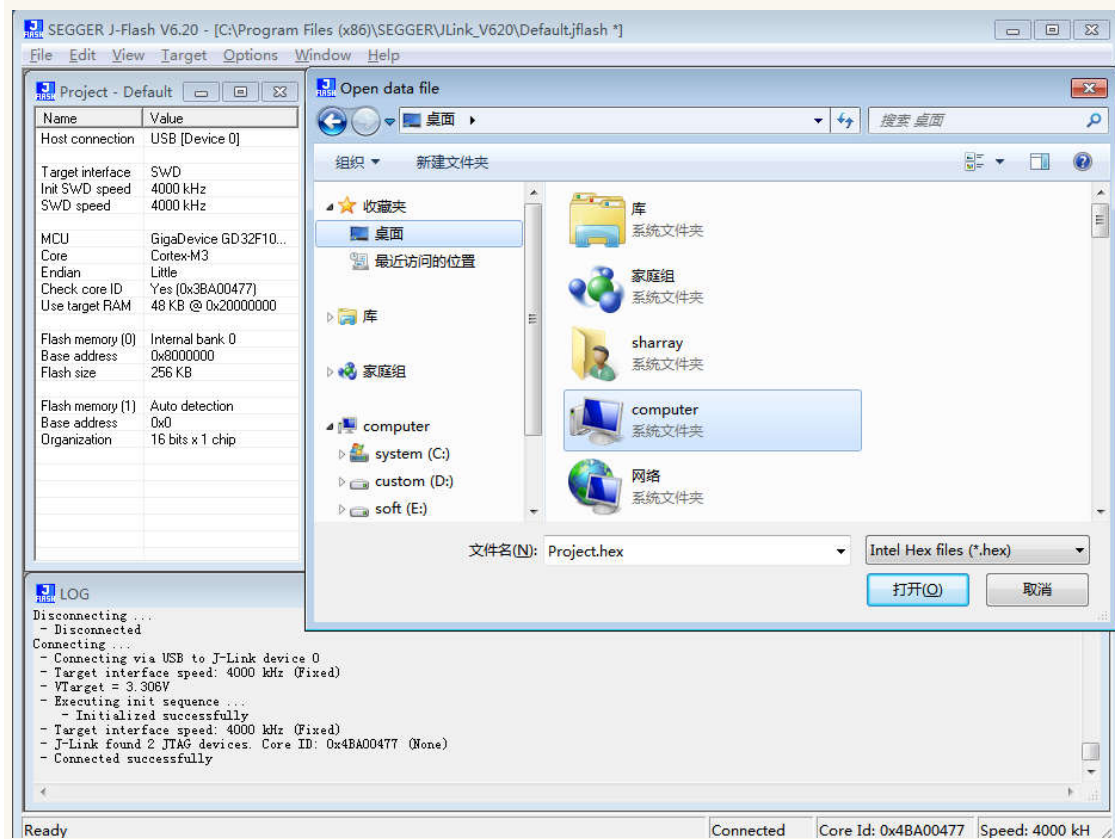 SEGGER J-Flash V6.20 - [C:\Program Files (x86)\SEGGER\JLink_V620\Default.jflash *]
File Edit View Target Options Window Help
Project - Default
Name Value
Host connection USB [Device 0]
Target interface SWD
Init SWD speed 4000 kHz
SWD speed 4000 kHz
MCU GigaDevice GD32F10...
Core Cortex-M3
Endian Little
Check core ID Yes (0x3BA00477)
Use target RAM 48 KB @ 0x20000000
Flash memory (0) Internal bank 0
Base address 0x8000000
Flash size 256 KB
Flash memory (1) Auto detection
Base address 0x0
Organization 16 bits x 1 chip
Open data file
桌面
搜索 桌面
组织 新建文件夹
收藏夹
桌面
最近访问的位置
库
家庭组
computer
system (C:)
custom (D:)
soft (E:)
库
系统文件夹
家庭组
系统文件夹
sharray
系统文件夹
computer
系统文件夹
网络
系统文件夹
文件名(N): Project.hex Intel Hex files (*.hex)
打开(O) 取消
LOG
Disconnecting ...
- Disconnected
Connecting ...
- Connecting via USB to J-Link device 0
- Target interface speed: 4000 kHz (Fixed)
- VTarget = 3.306V
- Executing init sequence ...
- Initialized successfully
- Target interface speed: 4000 kHz (Fixed)
- J-Link found 2 JTAG devices. Core ID: 0x4BA00477 (None)
- Connected successfully
Ready Connected Core Id: 0x4BA00477 Speed: 4000 kH